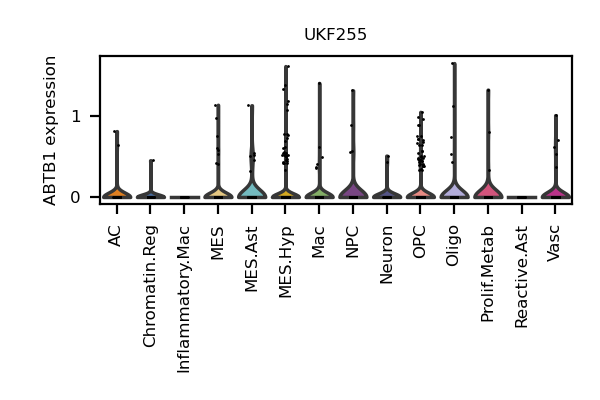 UKF255
ABTB1 expression
1
0
AC
Chromatin.Reg
Inflammatory.Mac
MES
MES.Ast
MES.Hyp
Mac
NPC
Neuron
OPC
Oligo
Prolif.Metab
Reactive.Ast
Vasc